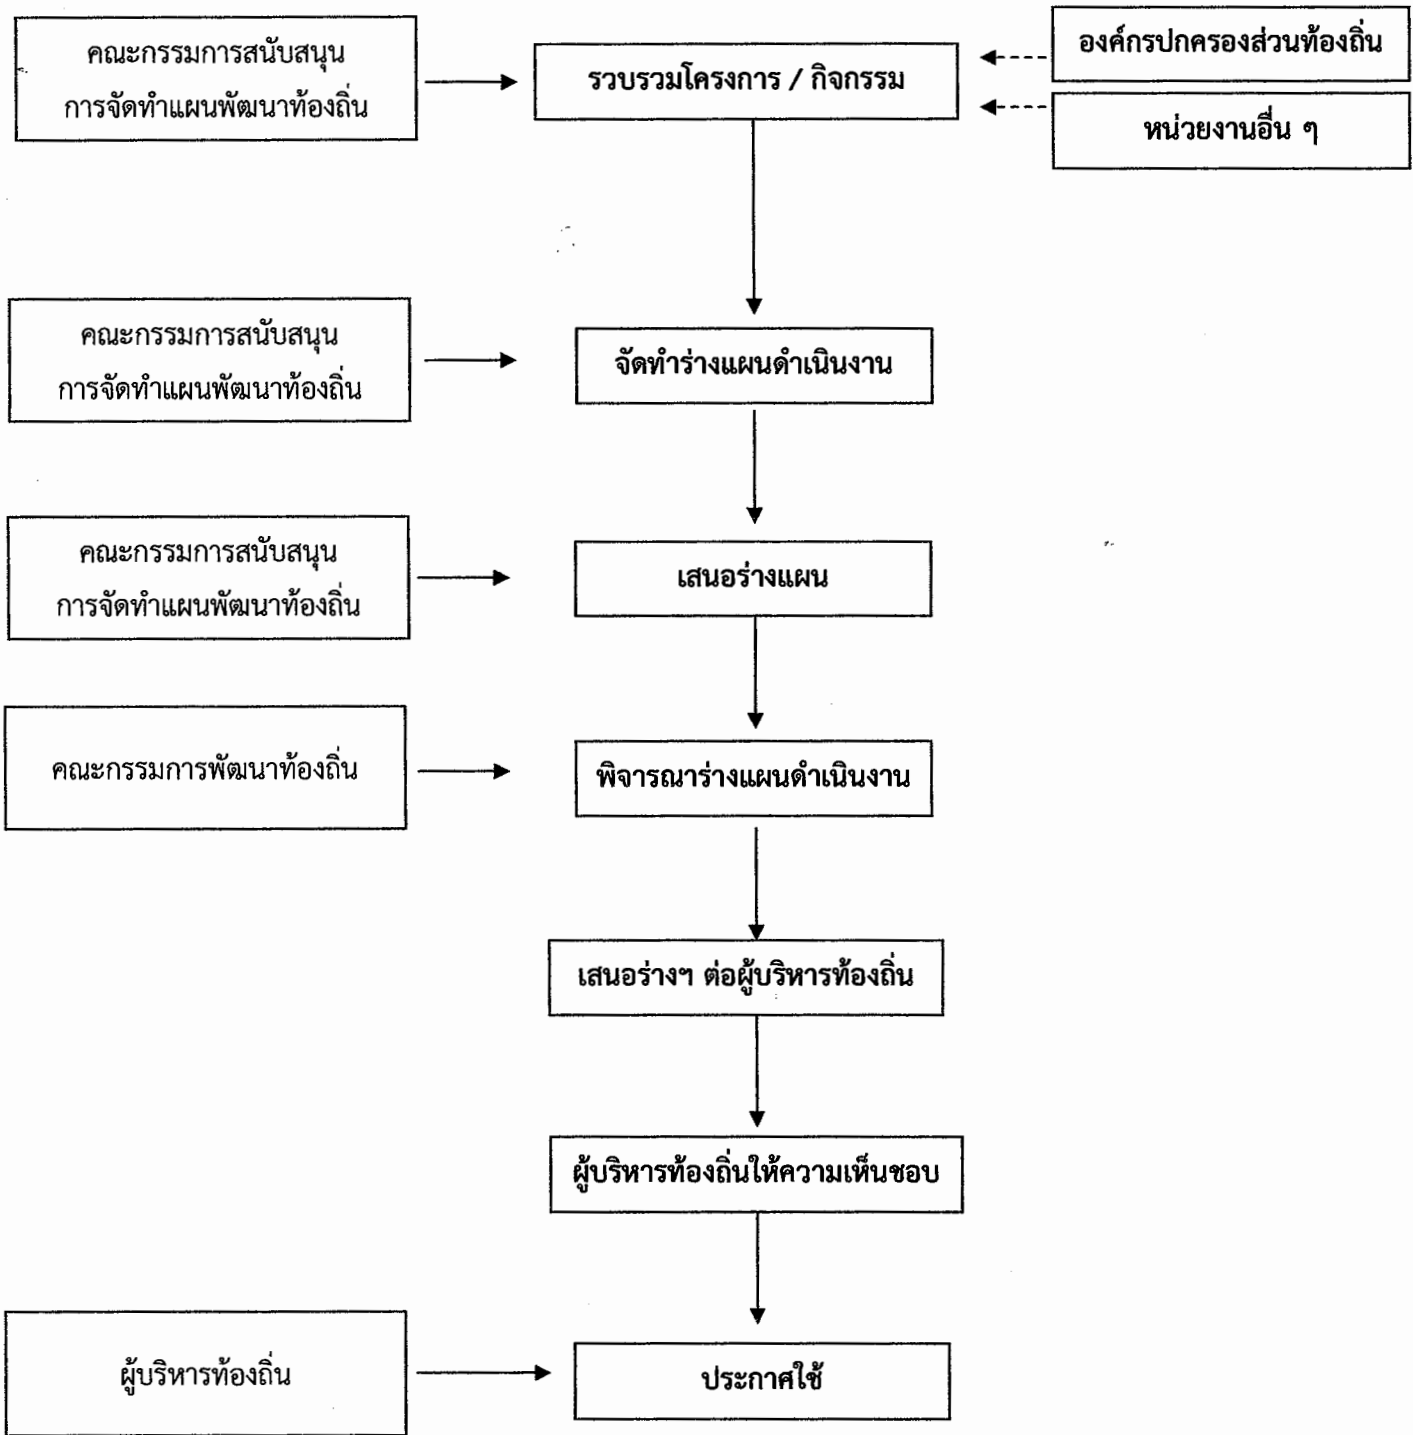 คณะกรรมการสนับสนุน
การจัดทำแผนพัฒนาท้องถิ่น
รวบรวมโครงการ / กิจกรรม
องค์กรปกครองส่วนท้องถิ่น
หน่วยงานอื่น ๆ
คณะกรรมการสนับสนุน
การจัดทำแผนพัฒนาท้องถิ่น
จัดทำร่างแผนดำเนินงาน
คณะกรรมการสนับสนุน
การจัดทำแผนพัฒนาท้องถิ่น
เสนอร่างแผน
คณะกรรมการพัฒนาท้องถิ่น
พิจารณาร่างแผนดำเนินงาน
เสนอร่างฯ ต่อผู้บริหารท้องถิ่น
ผู้บริหารท้องถิ่นให้ความเห็นชอบ
ผู้บริหารท้องถิ่น
ประกาศใช้